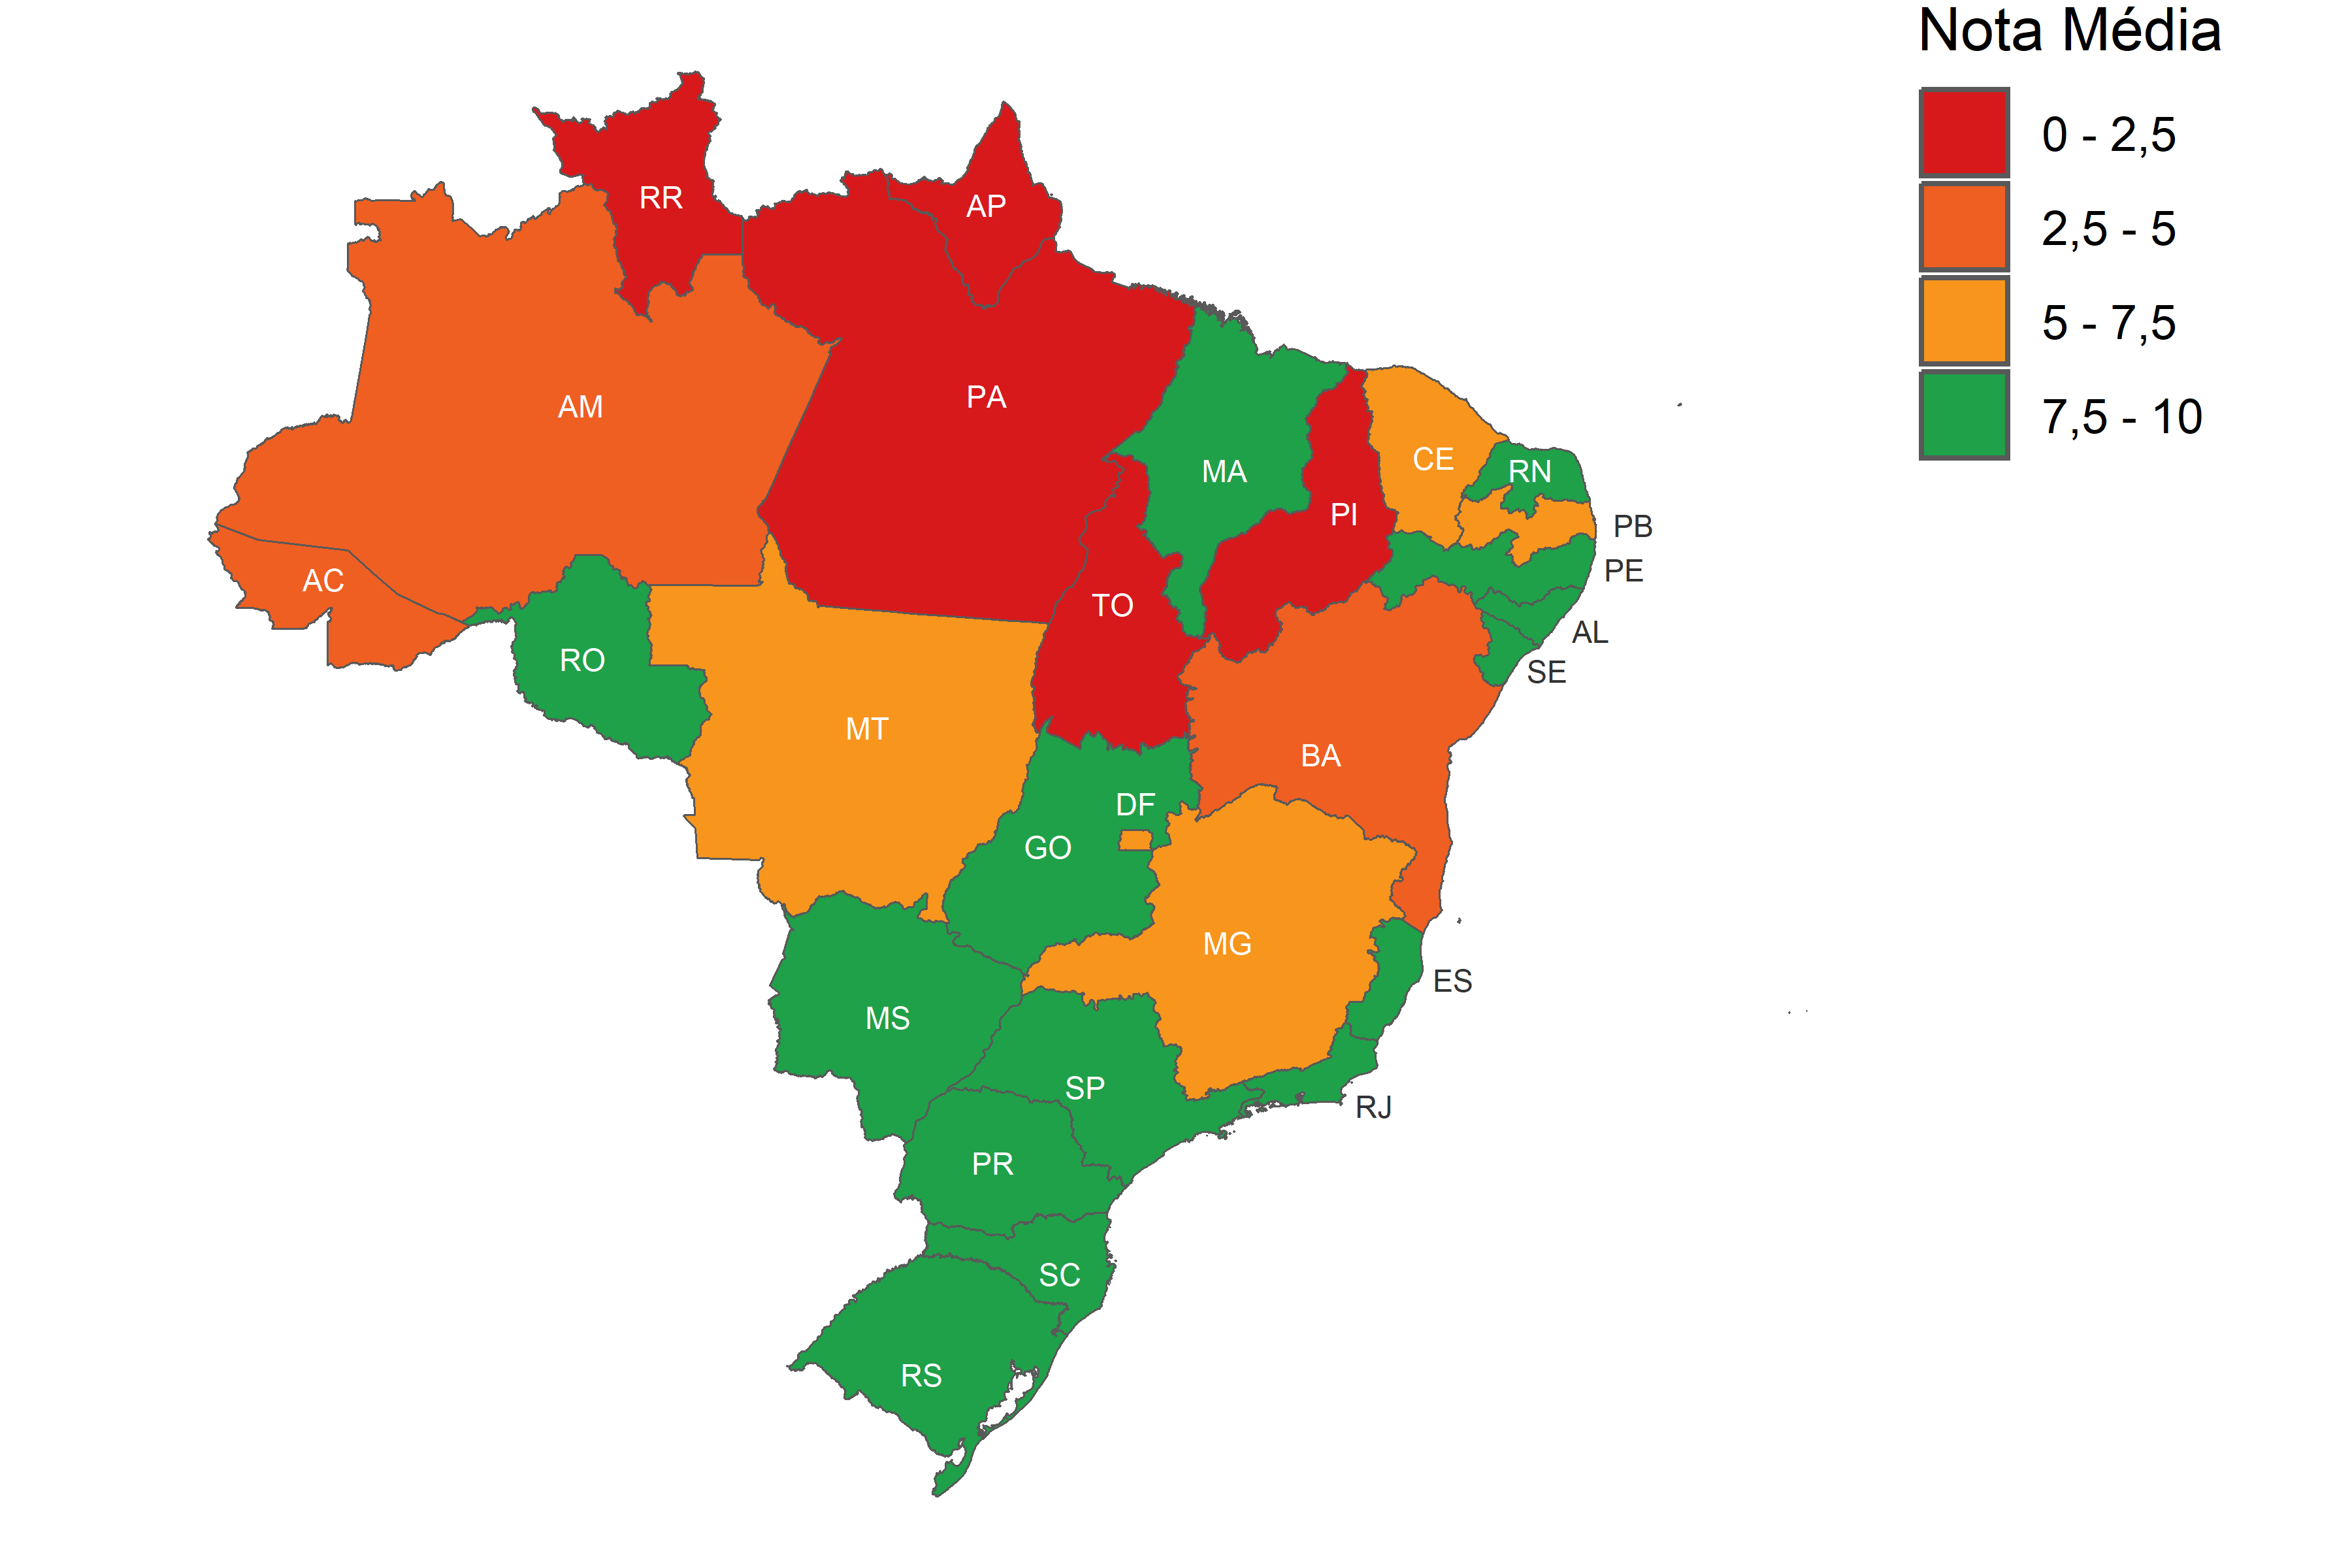 Nota Média
0 - 2,5
2,5 - 5
5 - 7,5
7,5 - 10
RR
AP
AM
PA
MA
CE
RN
PI
PB
PE
AC
TO
AL
RO
SE
MT
BA
DF
GO
MG
ES
MS
SP
RJ
PR
SC
RS